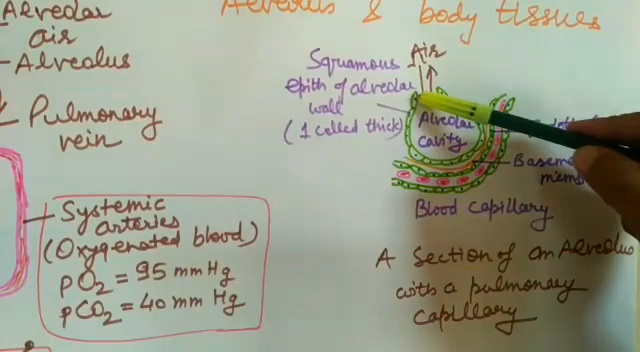 Alveolus & body tissues
Alveolar
air
Alveolus
Pulmonary
vein
Systemic
arteries
(Oxygenated blood)
pO2 = 95 mm Hg
pCO2 = 40 mm Hg
Air
Squamous
epith of alveolar
wall
(1 celled thick)
Alveolar
cavity
Blood capillary
A section of an Alveolus
with a pulmonary
capillary